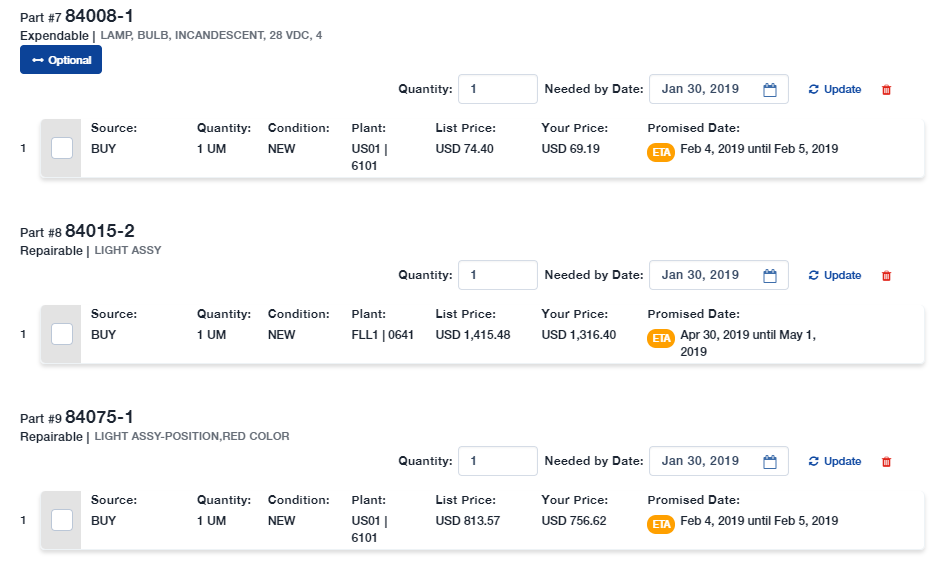 Part #7 84008-1
Expendable | LAMP, BULB, INCANDESCENT, 28 VDC, 4
Optional
Quantity: 1 Needed by Date: Jan 30, 2019 Update
Source: Quantity: Condition: Plant: List Price: Your Price: Promised Date:
1 BUY 1 UM NEW US01 | USD 74.40 USD 69.19 ETA Feb 4, 2019 until Feb 5, 2019
6101
Part #8 84015-2
Repairable | LIGHT ASSY
Quantity: 1 Needed by Date: Jan 30, 2019 Update
Source: Quantity: Condition: Plant: List Price: Your Price: Promised Date:
1 BUY 1 UM NEW FLL1 | 0641 USD 1,415.48 USD 1,316.40 ETA Apr 30, 2019 until May 1,
2019
Part #9 84075-1
Repairable | LIGHT ASSY-POSITION,RED COLOR
Quantity: 1 Needed by Date: Jan 30, 2019 Update
Source: Quantity: Condition: Plant: List Price: Your Price: Promised Date:
1 BUY 1 UM NEW US01 | USD 813.57 USD 756.62 ETA Feb 4, 2019 until Feb 5, 2019
6101